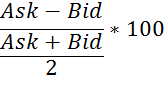 Ask − Bid
Ask + Bid
2
* 100